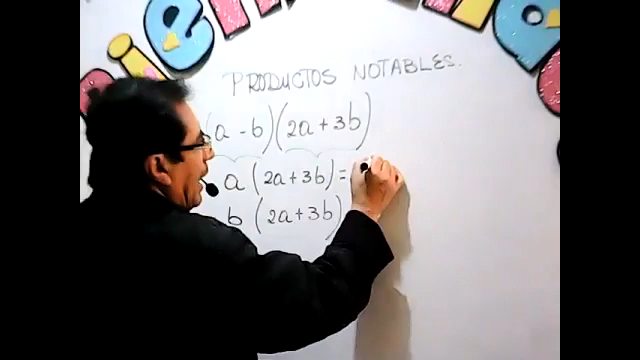 PRODUCTOS NOTABLES.
(a - b)(2a + 3b)
a (2a + 3b) =
b (2a + 3b)